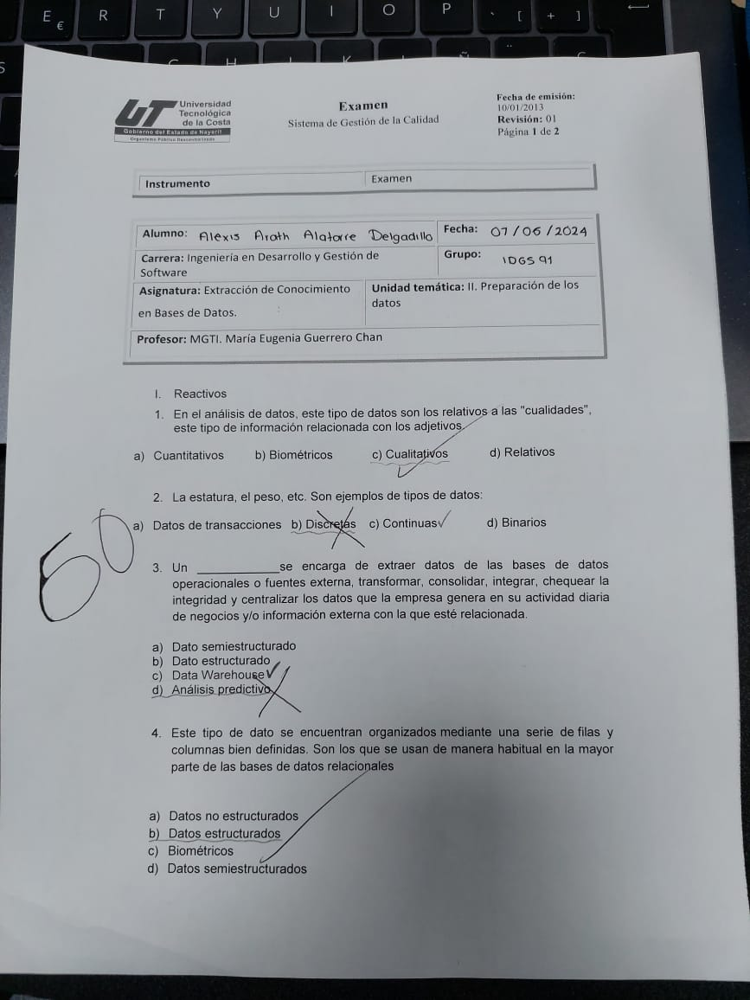 E € R T Y U I O P ` [ + ]
S
Universidad
Tecnológica
de la Costa
Gobierno del Estado de Nayarit
Organismo Público Descentralizado
Examen
Sistema de Gestión de la Calidad
Fecha de emisión:
10/01/2013
Revisión: 01
Página 1 de 2
Instrumento Examen
Alumno: Alexis Arath Alatorre Delgadillo Fecha: 07/06/2024
Carrera: Ingeniería en Desarrollo y Gestión de Grupo: IDGS 91
Software
Asignatura: Extracción de Conocimiento Unidad temática: II. Preparación de los
en Bases de Datos. datos
Profesor: MGTI. María Eugenia Guerrero Chan
I. Reactivos
1. En el análisis de datos, este tipo de datos son los relativos a las "cualidades",
este tipo de información relacionada con los adjetivos.
a) Cuantitativos b) Biométricos c) Cualitativos d) Relativos
2. La estatura, el peso, etc. Son ejemplos de tipos de datos:
a) Datos de transacciones b) Discretas c) Continuas d) Binarios
50
3. Un ____________se encarga de extraer datos de las bases de datos
operacionales o fuentes externa, transformar, consolidar, integrar, chequear la
integridad y centralizar los datos que la empresa genera en su actividad diaria
de negocios y/o información externa con la que esté relacionada.
a) Dato semiestructurado
b) Dato estructurado
c) Data Warehouse
d) Análisis predictivo
4. Este tipo de dato se encuentran organizados mediante una serie de filas y
columnas bien definidas. Son los que se usan de manera habitual en la mayor
parte de las bases de datos relacionales
a) Datos no estructurados
b) Datos estructurados
c) Biométricos
d) Datos semiestructurados